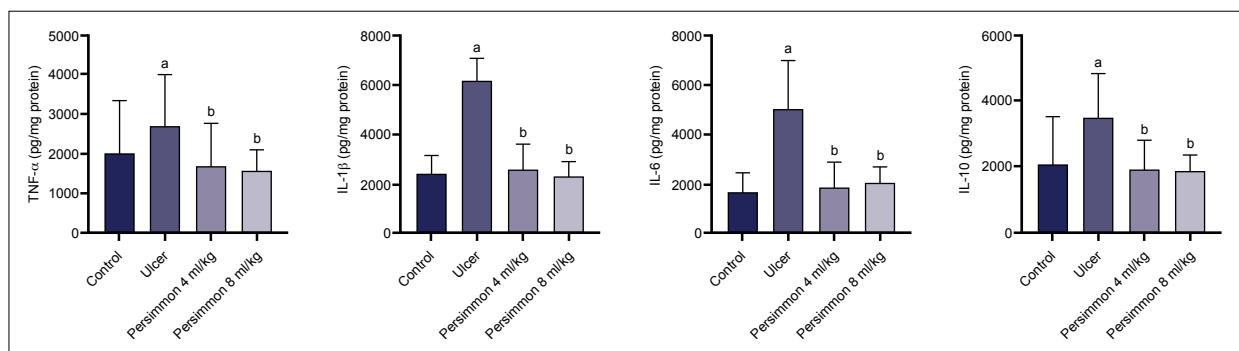 TNF-α (pg/mg protein)
5000
4000
3000
2000
1000
0
a
b
b
Control
Ulcer
Persimmon 4 ml/kg
Persimmon 8 ml/kg
IL-1β (pg/mg protein)
8000
6000
4000
2000
0
a
b
b
Control
Ulcer
Persimmon 4 ml/kg
Persimmon 8 ml/kg
IL-6 (pg/mg protein)
8000
6000
4000
2000
0
a
b
b
Control
Ulcer
Persimmon 4 ml/kg
Persimmon 8 ml/kg
IL-10 (pg/mg protein)
6000
4000
2000
0
a
b
b
Control
Ulcer
Persimmon 4 ml/kg
Persimmon 8 ml/kg